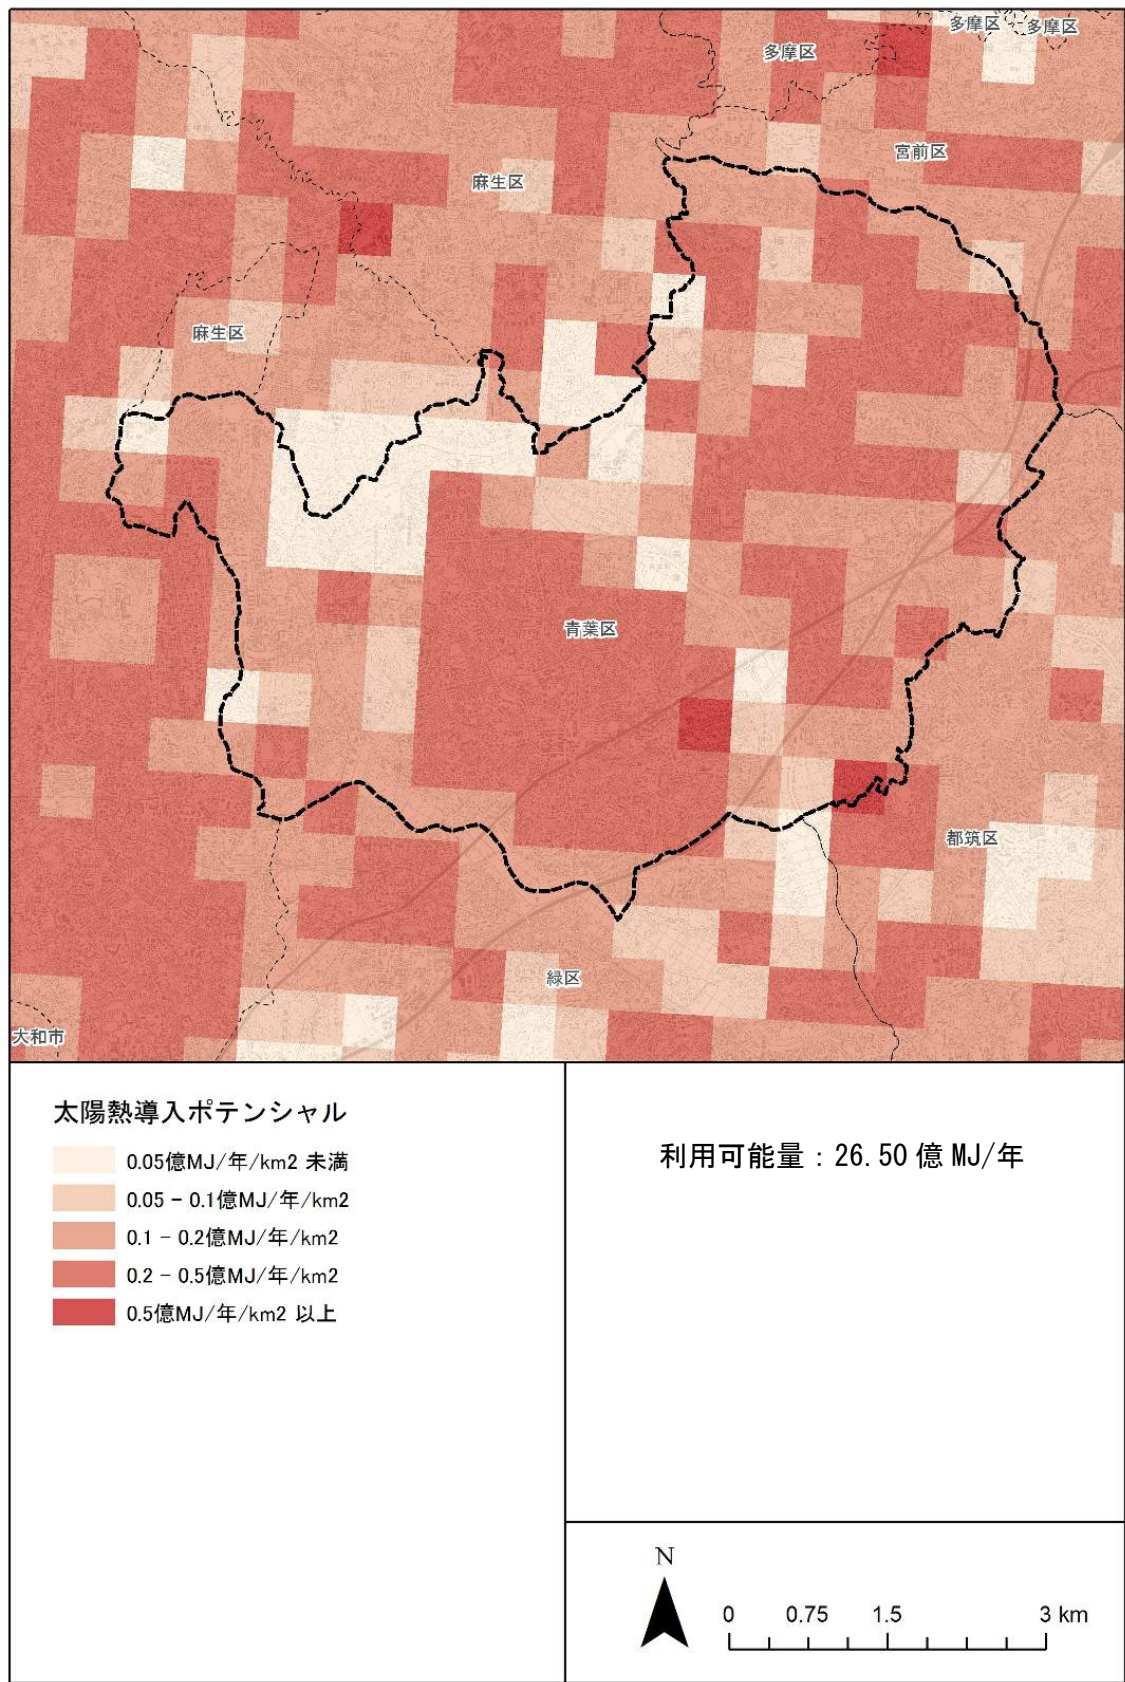 多摩区
多摩区
多摩区
宮前区
麻生区
麻生区
青葉区
都筑区
緑区
大和市
太陽熱導入ポテンシャル
0.05億MJ/年/km2 未満
0.05 − 0.1億MJ/年/km2
0.1 − 0.2億MJ/年/km2
0.2 − 0.5億MJ/年/km2
0.5億MJ/年/km2 以上
利用可能量：26.50 億 MJ/年
N
0 0.75 1.5 3 km